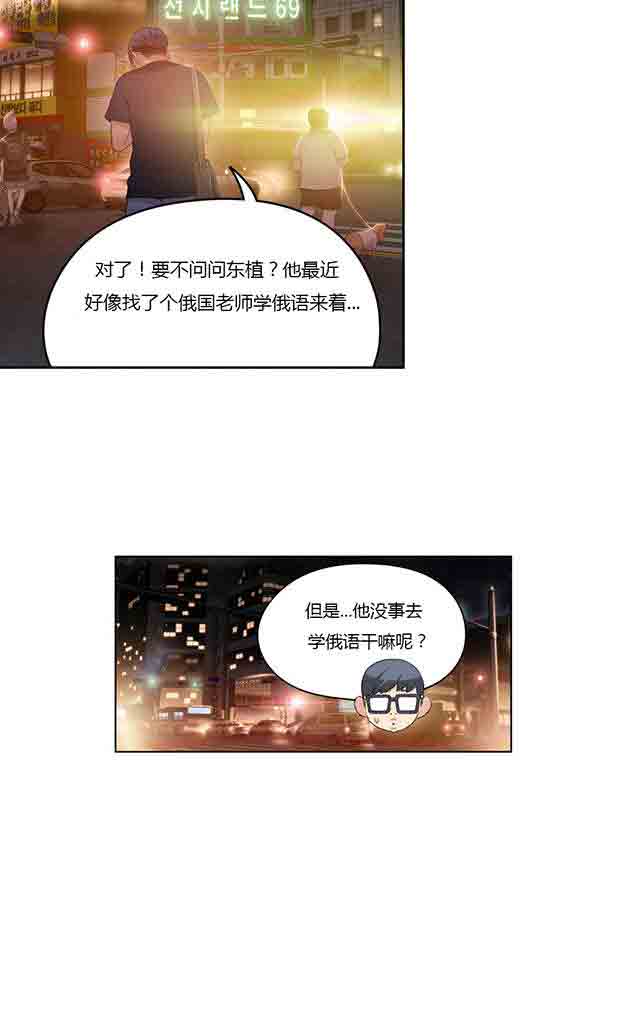 전시랜드 69
对了！要不问问东植？他最近
好像找了个俄国老师学俄语来着...
但是...他没事去
学俄语干嘛呢？